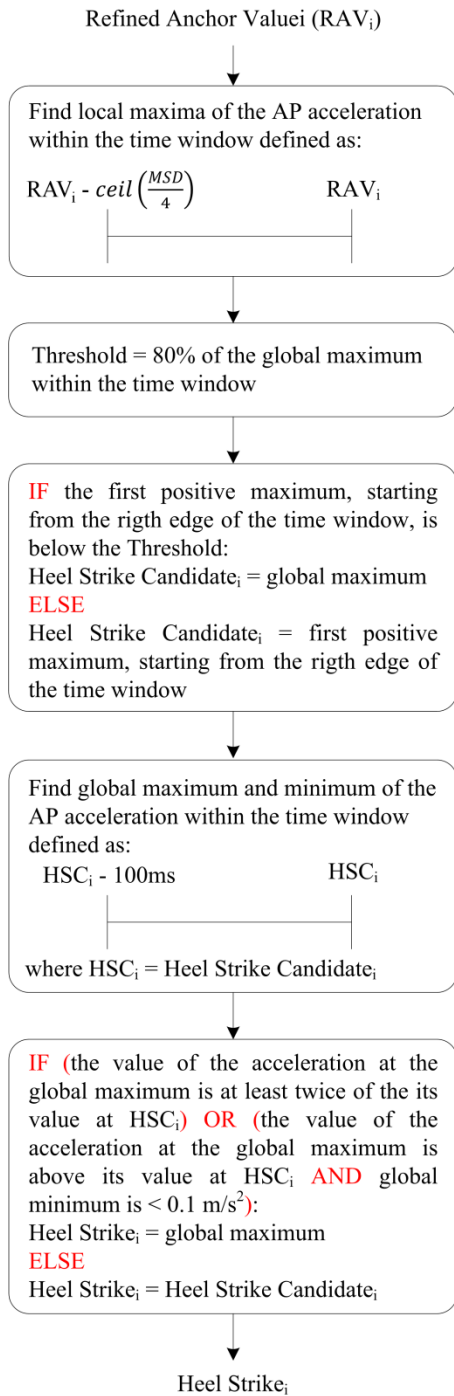 Refined Anchor Valuei (RAVi)
Find local maxima of the AP acceleration
within the time window defined as:
RAVi - ceil(MSD/4) RAVi
Threshold = 80% of the global maximum
within the time window
IF the first positive maximum, starting
from the rigth edge of the time window, is
below the Threshold:
Heel Strike Candidatei = global maximum
ELSE
Heel Strike Candidatei = first positive
maximum, starting from the rigth edge of
the time window
Find global maximum and minimum of the
AP acceleration within the time window
defined as:
HSCi - 100ms HSCi
where HSCi = Heel Strike Candidatei
IF (the value of the acceleration at the
global maximum is at least twice of the its
value at HSCi) OR (the value of the
acceleration at the global maximum is
above its value at HSCi AND global
minimum is < 0.1 m/s²):
Heel Strikei = global maximum
ELSE
Heel Strikei = Heel Strike Candidatei
Heel Strikei